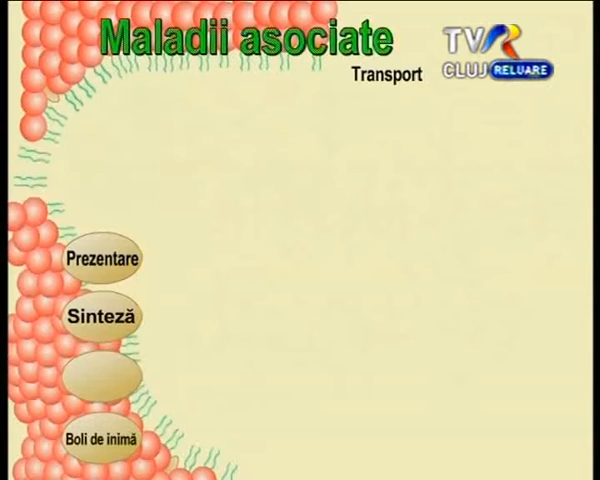 Maladii asociate
TVR
CLUJ RELUARE
Transport
Prezentare
Sinteză
Boli de inimă